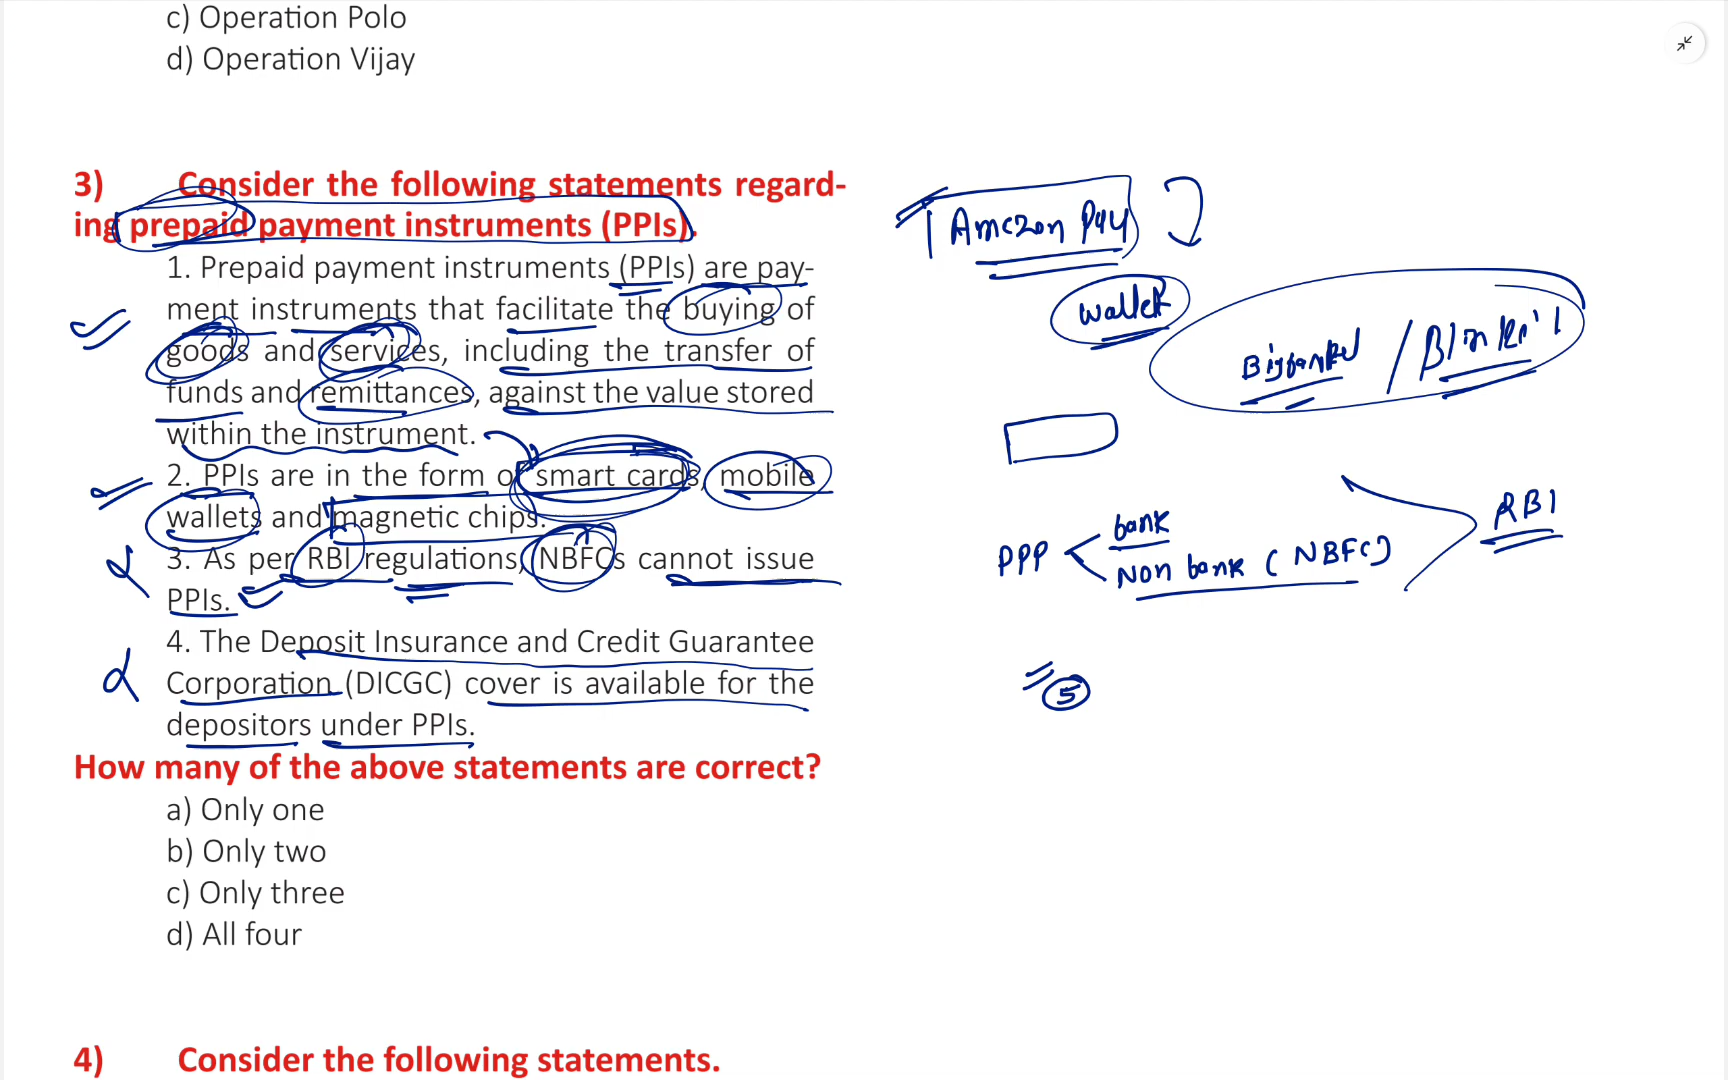 c) Operation Polo
d) Operation Vijay
3) Consider the following statements regard-
ing prepaid payment instruments (PPIs).
1. Prepaid payment instruments (PPIs) are pay-
ment instruments that facilitate the buying of
goods and services, including the transfer of
funds and remittances, against the value stored
within the instrument.
2. PPIs are in the form of smart cards, mobile
wallets and magnetic chips.
3. As per RBI regulations, NBFCs cannot issue
PPIs.
4. The Deposit Insurance and Credit Guarantee
Corporation (DICGC) cover is available for the
depositors under PPIs.
How many of the above statements are correct?
a) Only one
b) Only two
c) Only three
d) All four
4) Consider the following statements.
Amazon Pay
wallet
/
PPP
bank
Non bank (NBFC)
RBI
5